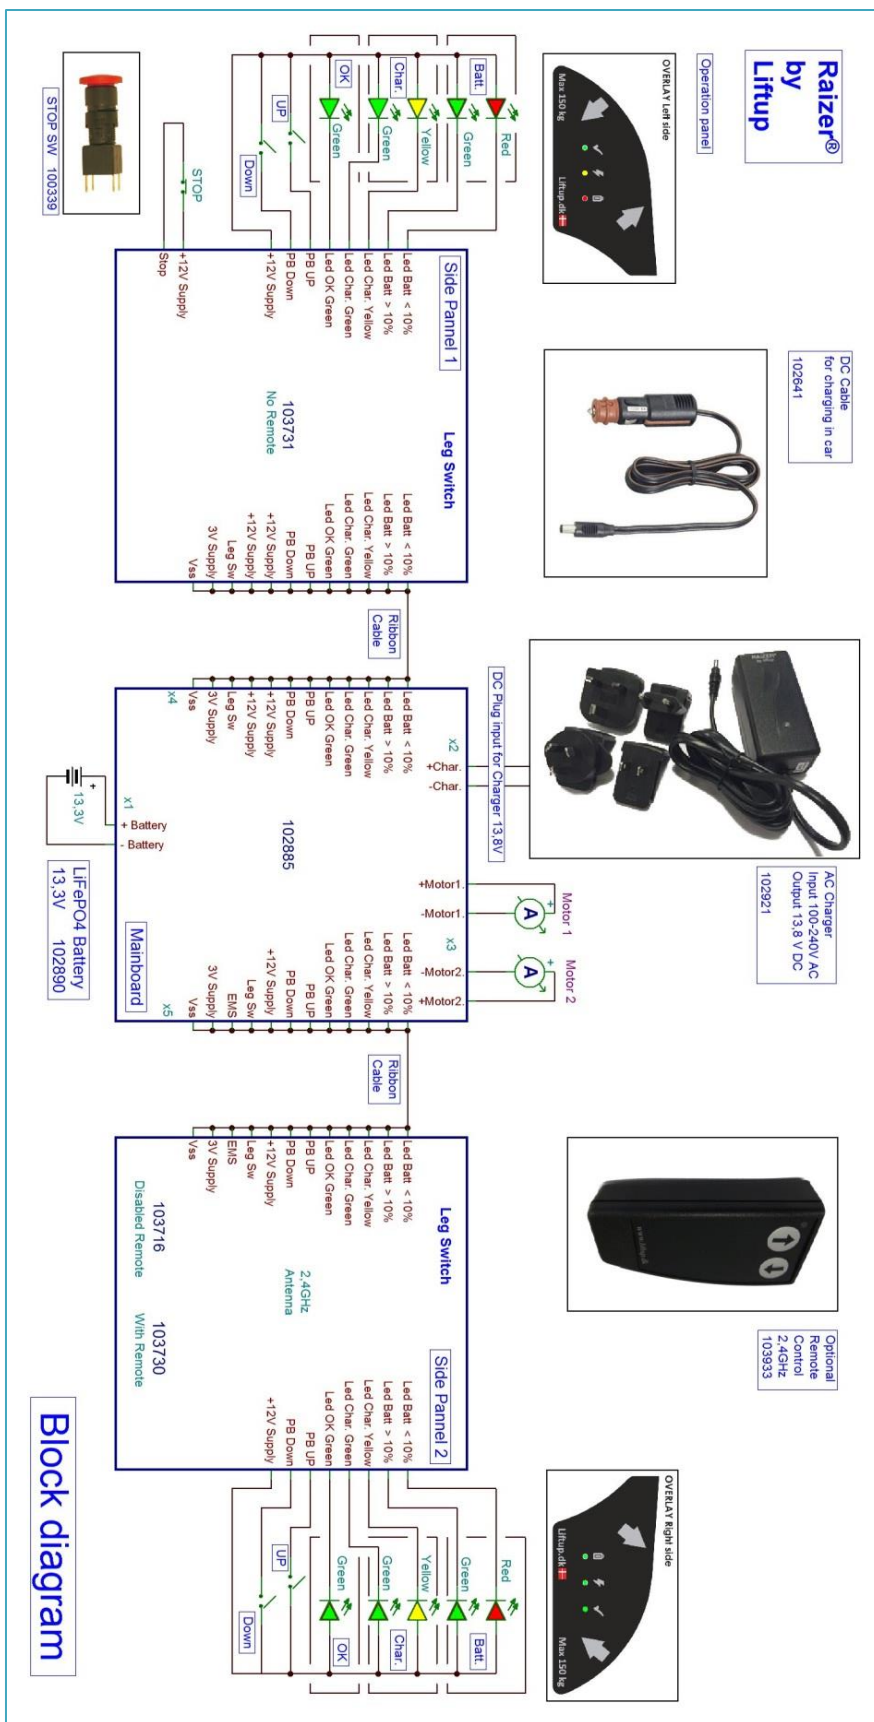 Raizer®
by
Liftup
Operation panel
OVERLAY Left side
Max 150 kg
Liftup.dk
DC Cable
for charging in car
102641
AC Charger
Input 100-240V AC
Output 13,8 V DC
102921
Optional
Remote
Control
2,4GHz
103933
www.liftup.dk
OVERLAY Right side
Liftup.dk
Max 150 kg
Batt.
Red
Green
Char.
Yellow
Green
OK
Green
UP
Down
STOP
STOP SW 100339
Side Pannel 1
Leg Switch
Led Batt < 10%
Led Batt > 10%
Led Char. Yellow
Led Char. Green
Led OK Green
PB UP
PB Down
+12V Supply
+12V Supply
Stop
103731
No Remote
Led Batt < 10%
Led Batt > 10%
Led Char. Yellow
Led Char. Green
Led OK Green
PB UP
PB Down
+12V Supply
+12V Supply
Leg Sw
3V Supply
Vss
Ribbon
Cable
DC Plug input for Charger 13,8V
Motor 1
Motor 2
A
A
x2
+Char.
-Char.
+Motor1.
-Motor1.
x3
-Motor2.
+Motor2.
Led Batt < 10%
Led Batt > 10%
Led Char. Yellow
Led Char. Green
Led OK Green
PB UP
PB Down
+12V Supply
+12V Supply
Leg Sw
3V Supply
Vss
x4
102885
Led Batt < 10%
Led Batt > 10%
Led Char. Yellow
Led Char. Green
Led OK Green
PB UP
PB Down
+12V Supply
Leg Sw
EMS
3V Supply
Vss
x5
x1
+ Battery
- Battery
Mainboard
13,3V
+
LiFePO4 Battery
13,3V 102890
Ribbon
Cable
Leg Switch
Side Pannel 2
Led Batt < 10%
Led Batt > 10%
Led Char. Yellow
Led Char. Green
Led OK Green
PB UP
PB Down
+12V Supply
Leg Sw
EMS
3V Supply
Vss
2,4GHz
Antenna
103716
Disabled Remote
103730
With Remote
Led Batt < 10%
Led Batt > 10%
Led Char. Yellow
Led Char. Green
Led OK Green
PB UP
PB Down
+12V Supply
Red
Batt.
Green
Yellow
Char.
Green
Green
OK
UP
Down
Block diagram